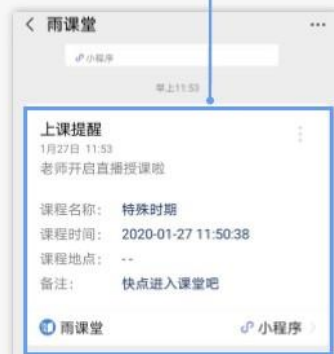 雨课堂
小程序
早上11:53
上课提醒
1月27日 11:53
老师开启直播授课啦
课程名称: 特殊时期
课程时间: 2020-01-27 11:50:38
课程地点: --
备注: 快点进入课堂吧
雨课堂 小程序